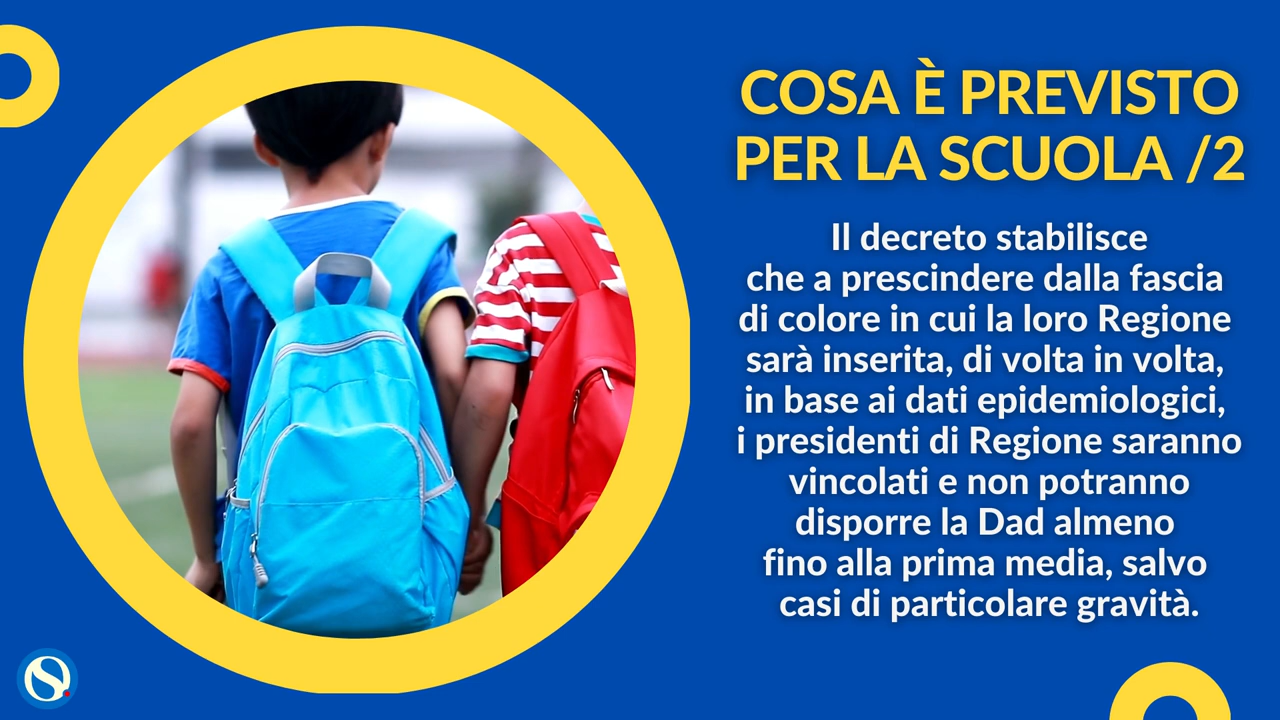 COSA È PREVISTO
PER LA SCUOLA /2
Il decreto stabilisce
che a prescindere dalla fascia
di colore in cui la loro Regione
sarà inserita, di volta in volta,
in base ai dati epidemiologici,
i presidenti di Regione saranno
vincolati e non potranno
disporre la Dad almeno
fino alla prima media, salvo
casi di particolare gravità.
S